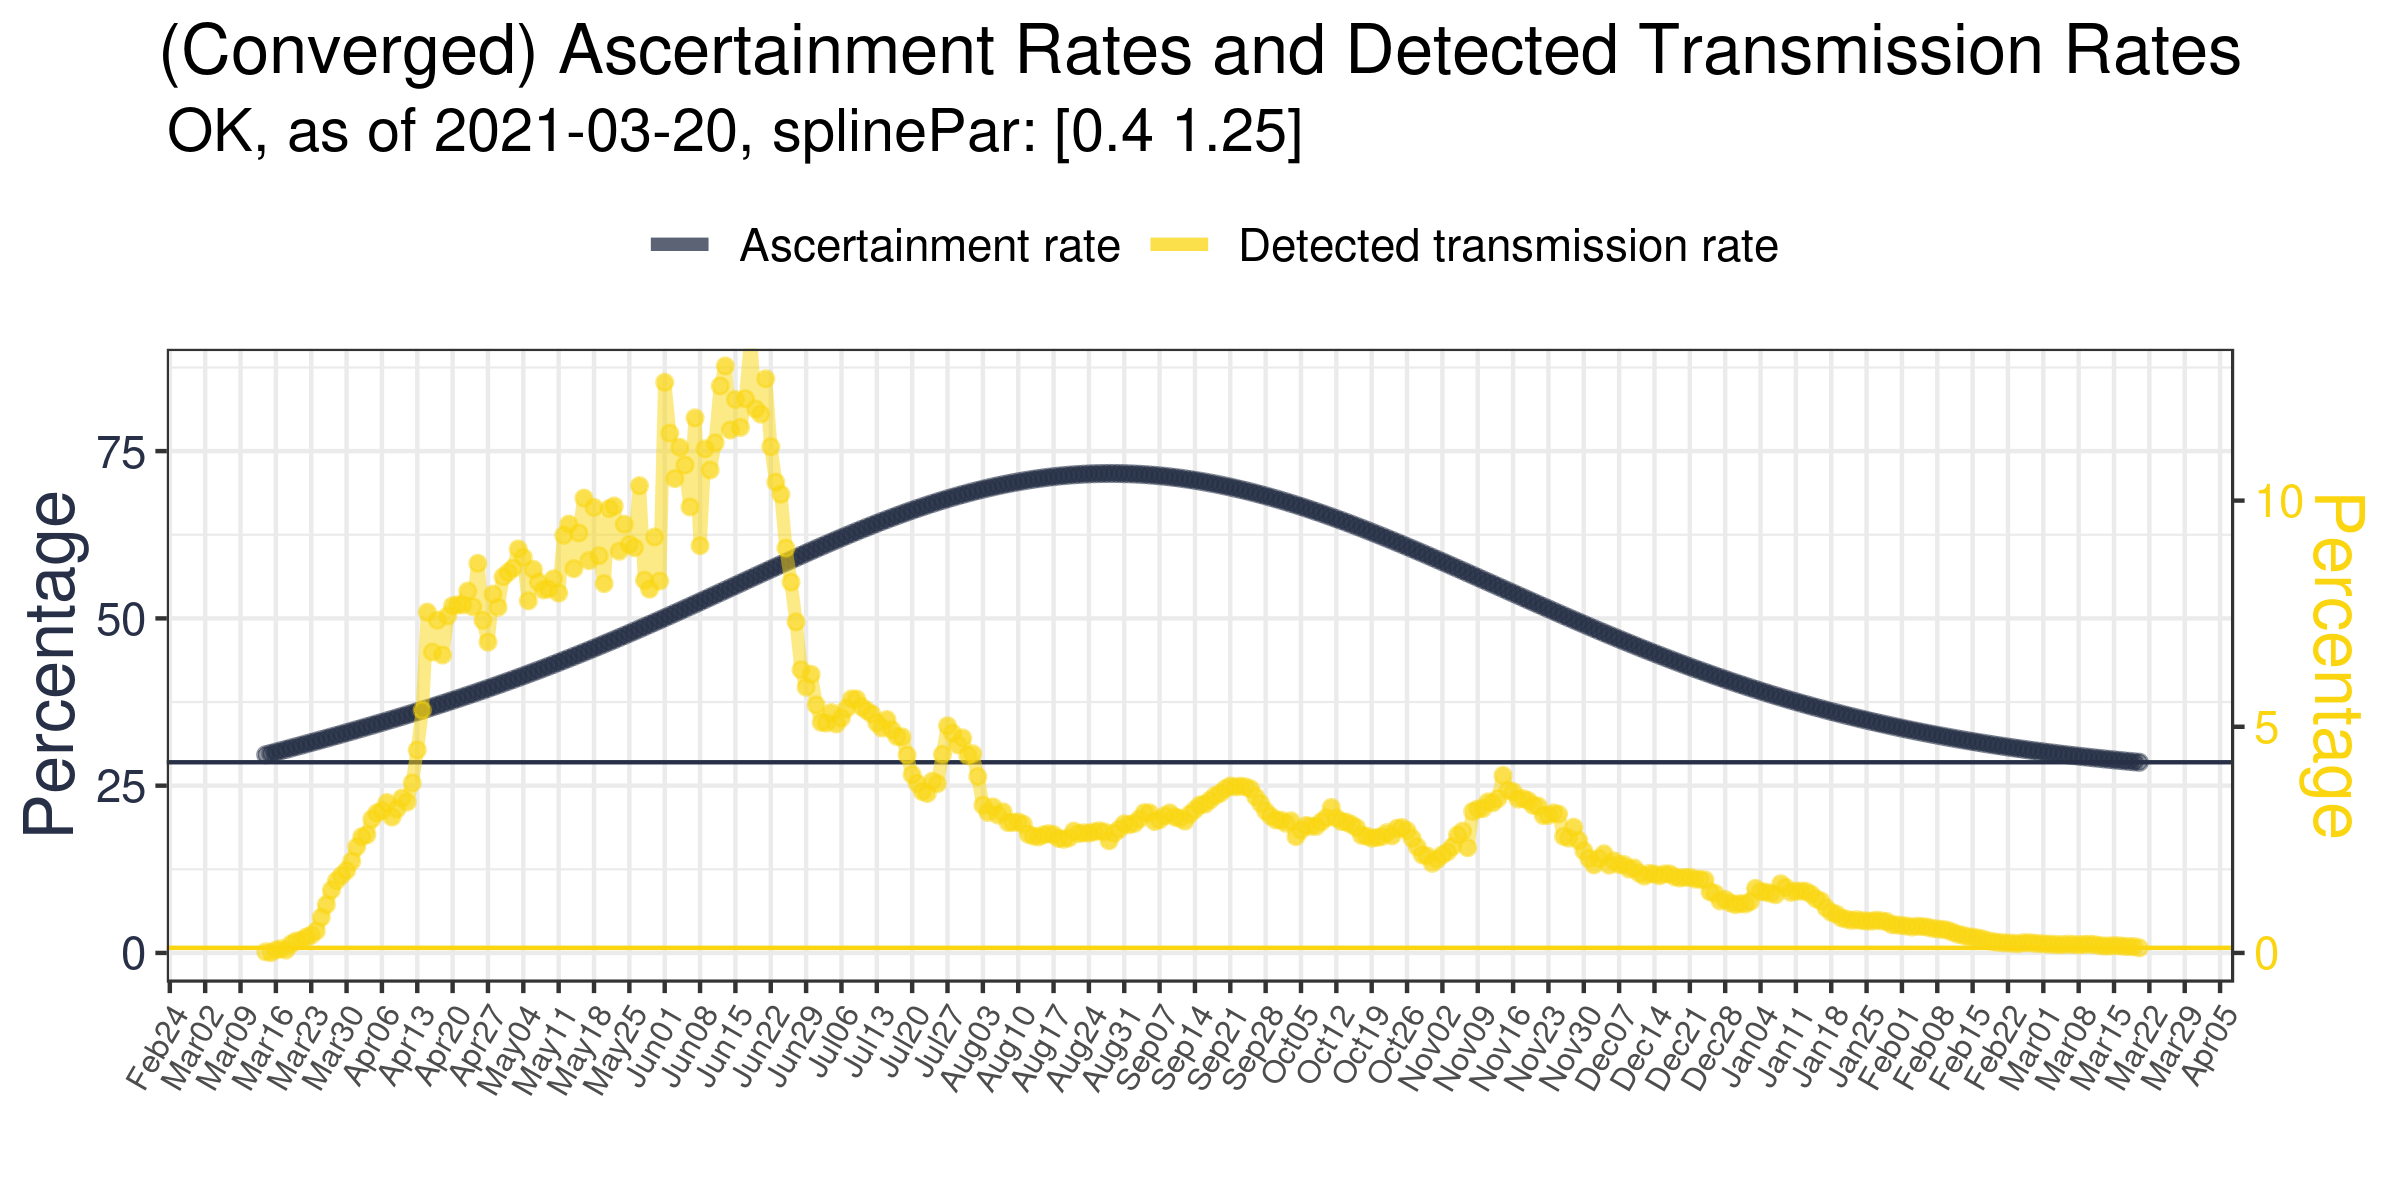 (Converged) Ascertainment Rates and Detected Transmission Rates
OK, as of 2021-03-20, splinePar: [0.4 1.25]
Ascertainment rate Detected transmission rate
Percentage
75
50
25
0
10
5
0
Percentage
Feb24 Mar02 Mar09 Mar16 Mar23 Mar30 Apr06 Apr13 Apr20 Apr27 May04 May11 May18 May25 Jun01 Jun08 Jun15 Jun22 Jun29 Jul06 Jul13 Jul20 Jul27 Aug03 Aug10 Aug17 Aug24 Aug31 Sep07 Sep14 Sep21 Sep28 Oct05 Oct12 Oct19 Oct26 Nov02 Nov09 Nov16 Nov23 Nov30 Dec07 Dec14 Dec21 Dec28 Jan04 Jan11 Jan18 Jan25 Feb01 Feb08 Feb15 Feb22 Mar01 Mar08 Mar15 Mar22 Mar29 Apr05